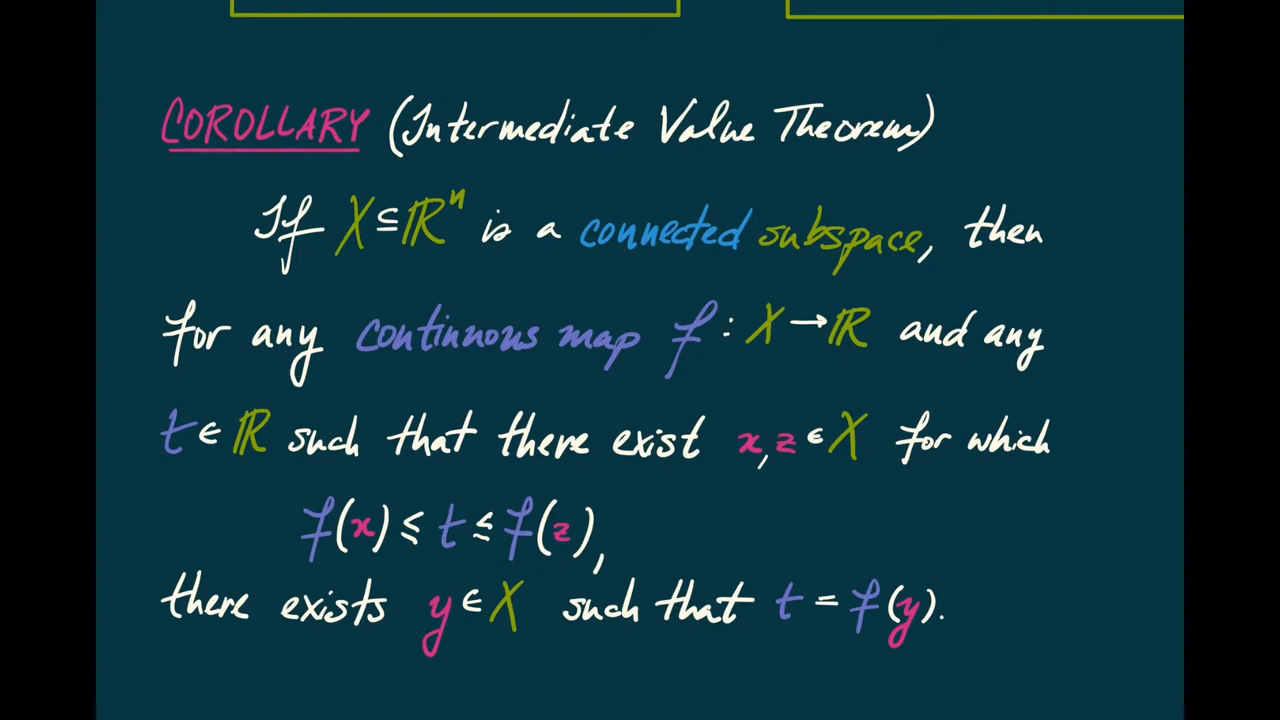 COROLLARY (Intermediate Value Theorem)
If X ⊆ ℝⁿ is a connected subspace, then
for any continuous map f : X → ℝ and any
t ∈ ℝ such that there exist x, z ∈ X for which
f(x) ≤ t ≤ f(z),
there exists y ∈ X such that t = f(y).